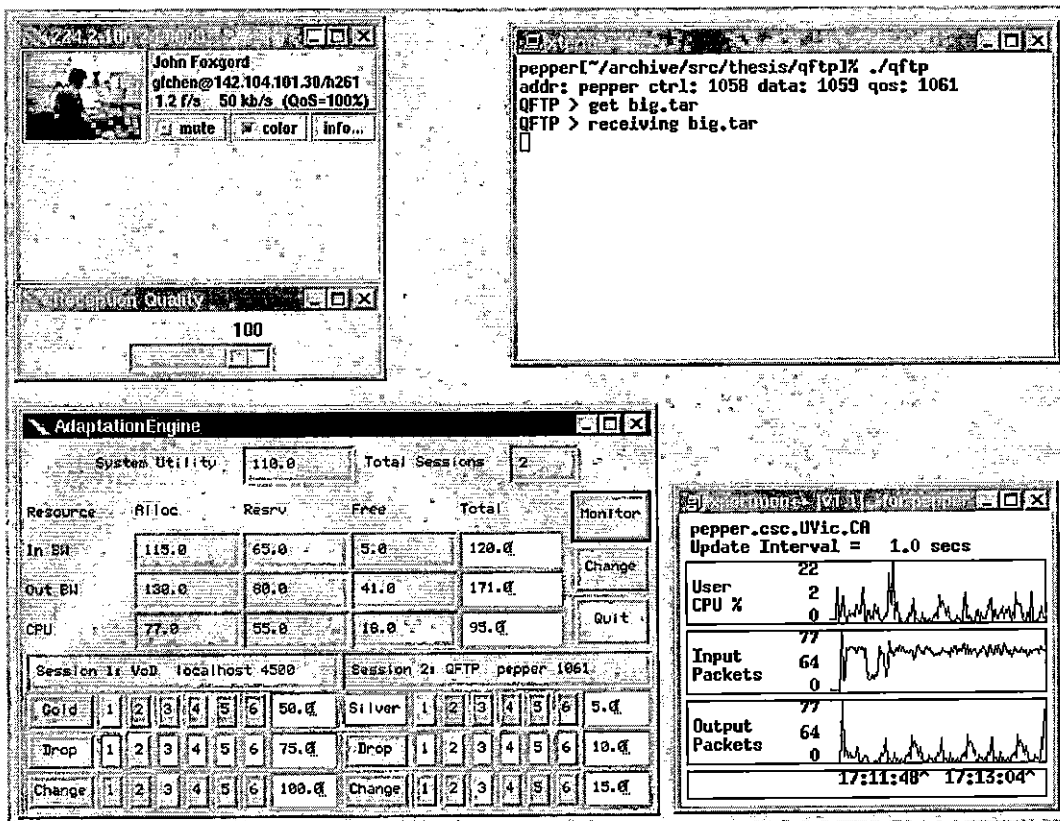 John Foxgord
glchen@142.104.101.30/h261
1.2 f/s 50 kb/s (QoS=100%)
mute color info...
Reception Quality
100
pepper[~/archive/src/thesis/qftp]% ./qftp
addr: pepper ctrl: 1058 data: 1059 qos: 1061
QFTP > get big.tar
QFTP > receiving big.tar
AdaptationEngine
System Utility 110.0 Total Sessions 2
Resource Alloc Resrv Free Total Monitor
In BW 115.0 65.0 5.0 120.0
Change
Out BW 130.0 80.0 41.0 171.0
CPU 77.0 55.0 18.0 95.0 Quit
Session 1: VoD localhost 4500 Session 2: QFTP pepper 1061
Gold 1 2 3 4 5 6 50.0 Silver 1 2 3 4 5 6 5.0
Drop 1 2 3 4 5 6 75.0 Drop 1 2 3 4 5 6 10.0
Change 1 2 3 4 5 6 100.0 Change 1 2 3 4 5 6 15.0
pepper.csc.UVic.CA
Update Interval = 1.0 secs
User CPU % 22 2 0
Input Packets 77 64 0
Output Packets 77 64 0
17:11:48^ 17:13:04^